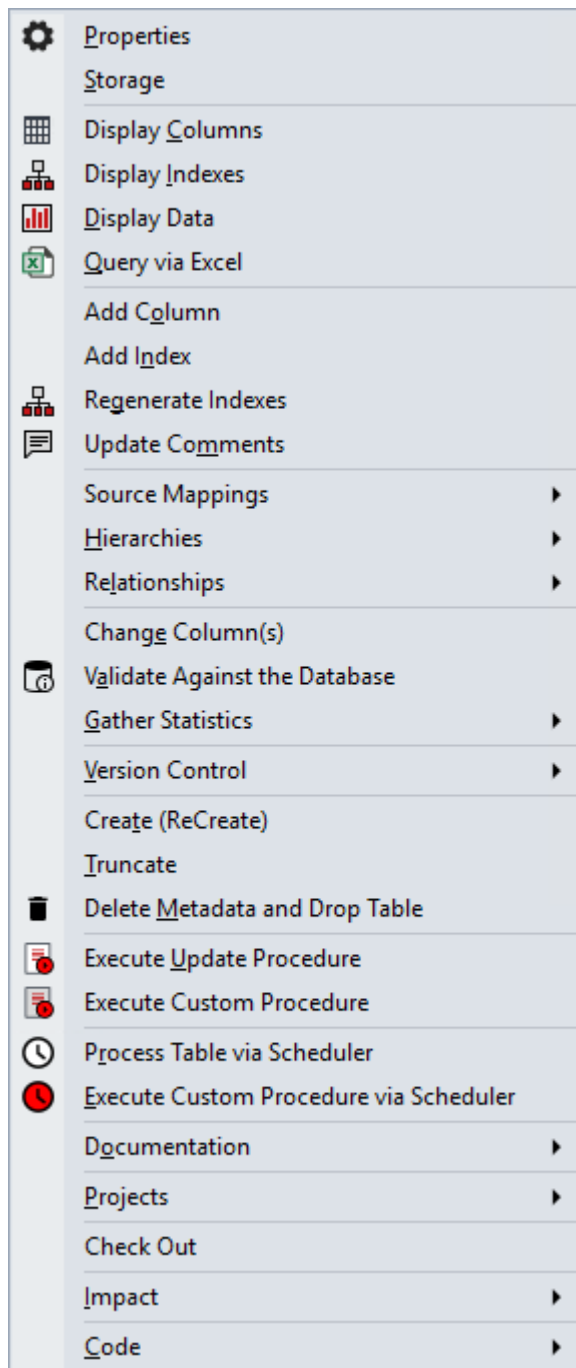 Properties
Storage
Display Columns
Display Indexes
Display Data
Query via Excel
Add Column
Add Index
Regenerate Indexes
Update Comments
Source Mappings
Hierarchies
Relationships
Change Column(s)
Validate Against the Database
Gather Statistics
Version Control
Create (ReCreate)
Truncate
Delete Metadata and Drop Table
Execute Update Procedure
Execute Custom Procedure
Process Table via Scheduler
Execute Custom Procedure via Scheduler
Documentation
Projects
Check Out
Impact
Code